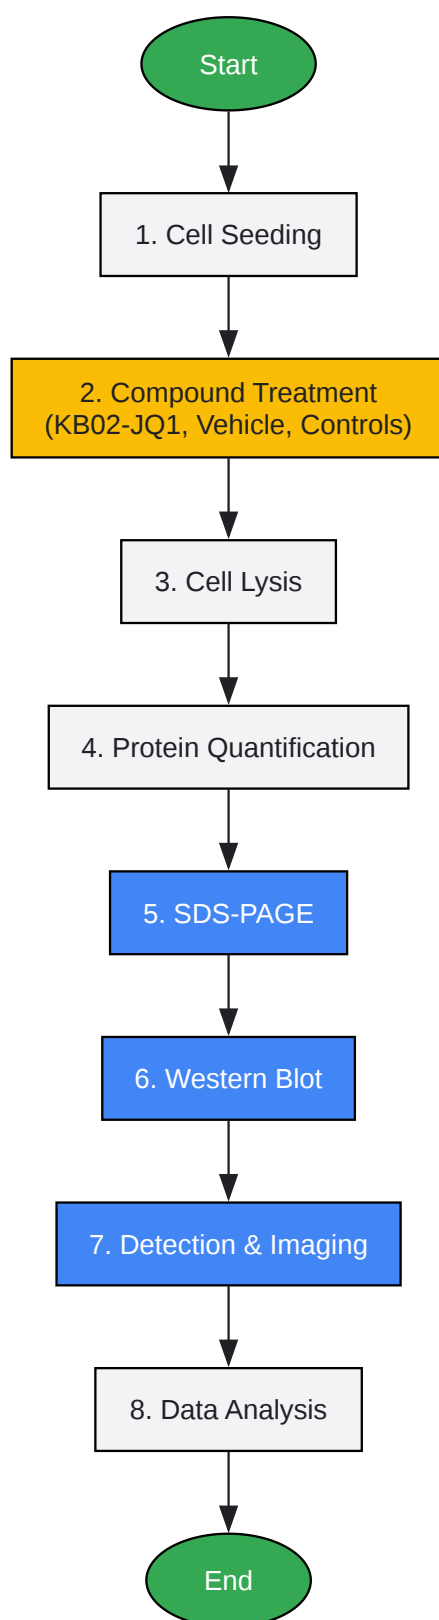 Start
1. Cell Seeding
2. Compound Treatment
(KB02-JQ1, Vehicle, Controls)
3. Cell Lysis
4. Protein Quantification
5. SDS-PAGE
6. Western Blot
7. Detection & Imaging
8. Data Analysis
End